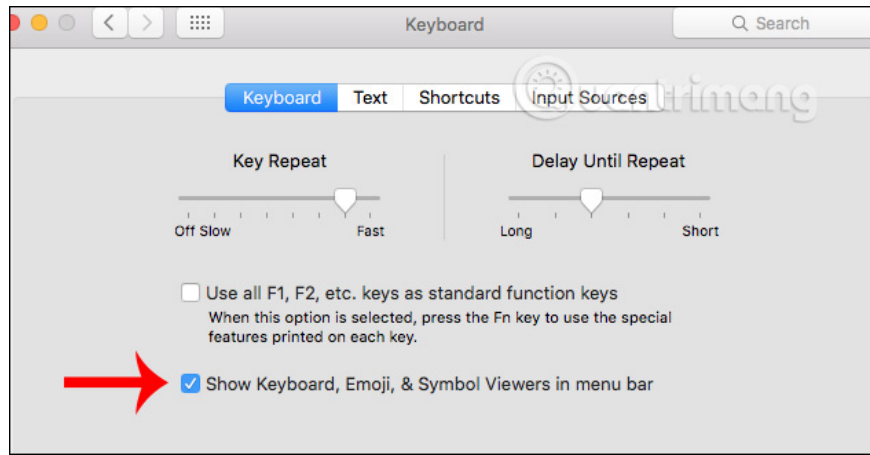 Keyboard
Search
Keyboard Text Shortcuts Input Sources
Quantrimang
Key Repeat
Delay Until Repeat
Off Slow Fast
Long Short
Use all F1, F2, etc. keys as standard function keys
When this option is selected, press the Fn key to use the special
features printed on each key.
Show Keyboard, Emoji, & Symbol Viewers in menu bar